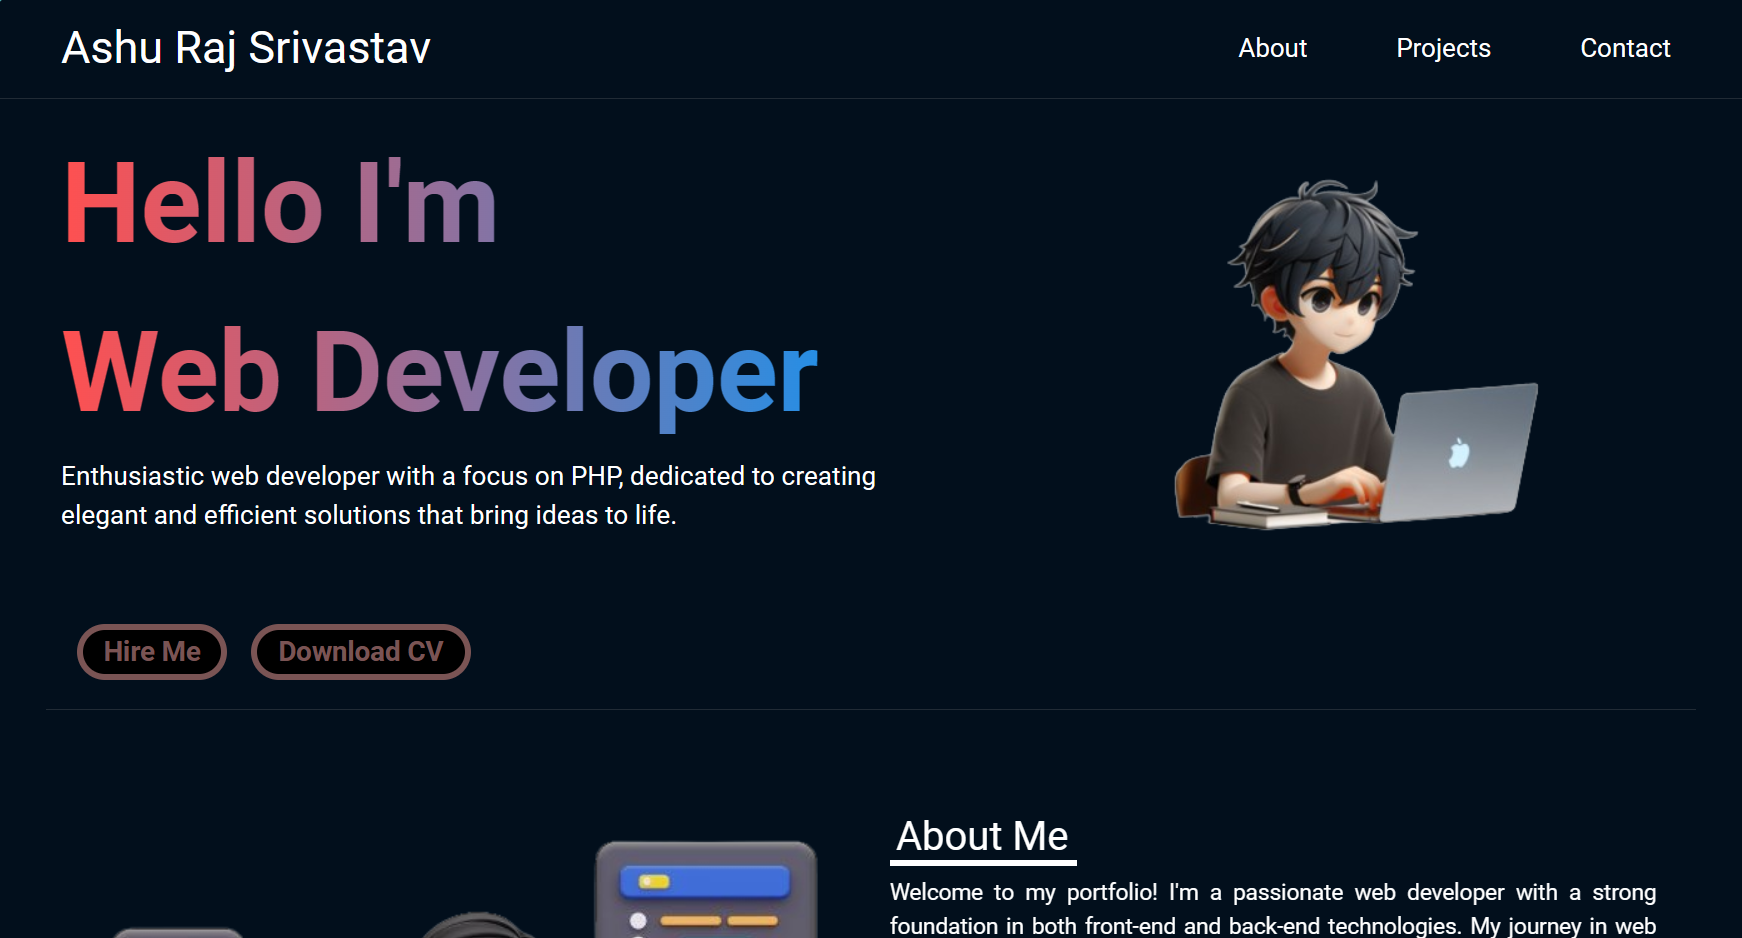 Ashu Raj Srivastav
About
Projects
Contact
Hello I'm
Web Developer
Enthusiastic web developer with a focus on PHP, dedicated to creating
elegant and efficient solutions that bring ideas to life.
Hire Me
Download CV
About Me
Welcome to my portfolio! I'm a passionate web developer with a strong
foundation in both front-end and back-end technologies. My journey in web